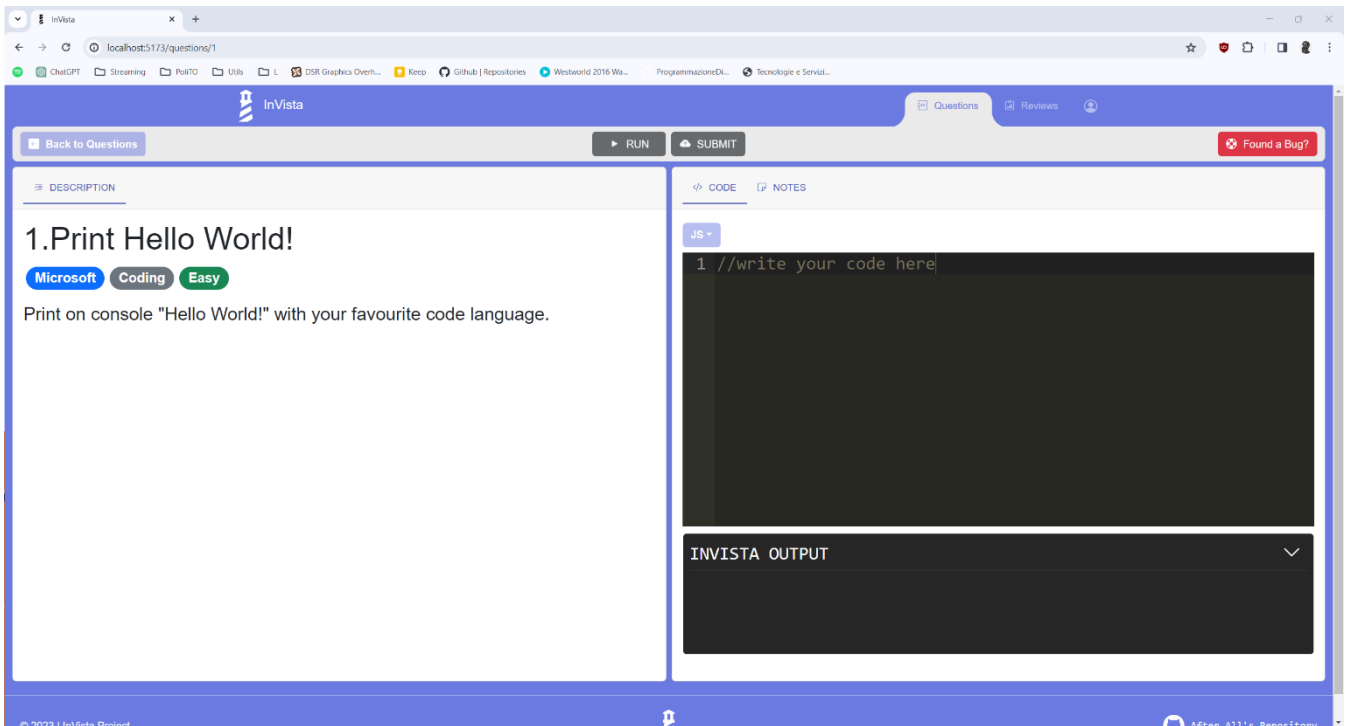 InVista
localhost:5173/questions/1
ChatGPT Streaming PoliTO Utils L DSR Graphics Overh... Keep Github | Repositories Westworld 2016 Wa... ProgrammazioneDi... Tecnologie e Servizi...
InVista Questions Reviews
Back to Questions RUN SUBMIT Found a Bug?
DESCRIPTION
CODE NOTES
1.Print Hello World!
Microsoft Coding Easy
Print on console "Hello World!" with your favourite code language.
JS
1 //write your code here
INVISTA OUTPUT
© 2023 | InVista Project
After All's Repository